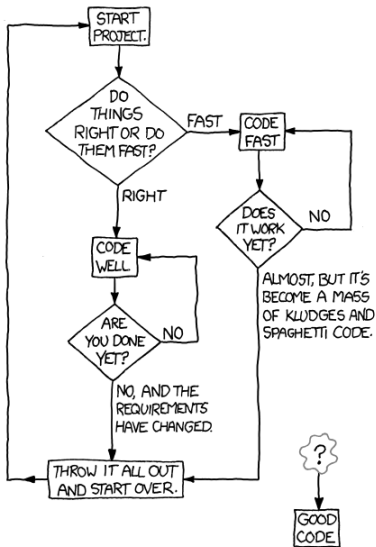 START
PROJECT.
DO
THINGS
RIGHT OR DO
THEM FAST?
FAST
CODE
FAST
RIGHT
DOES
IT WORK
YET?
NO
CODE
WELL
ARE
YOU DONE
YET?
NO
ALMOST, BUT IT'S
BECOME A MASS
OF KLUDGES AND
SPAGHETTI CODE.
NO, AND THE
REQUIREMENTS
HAVE CHANGED.
THROW IT ALL OUT
AND START OVER.
?
GOOD
CODE